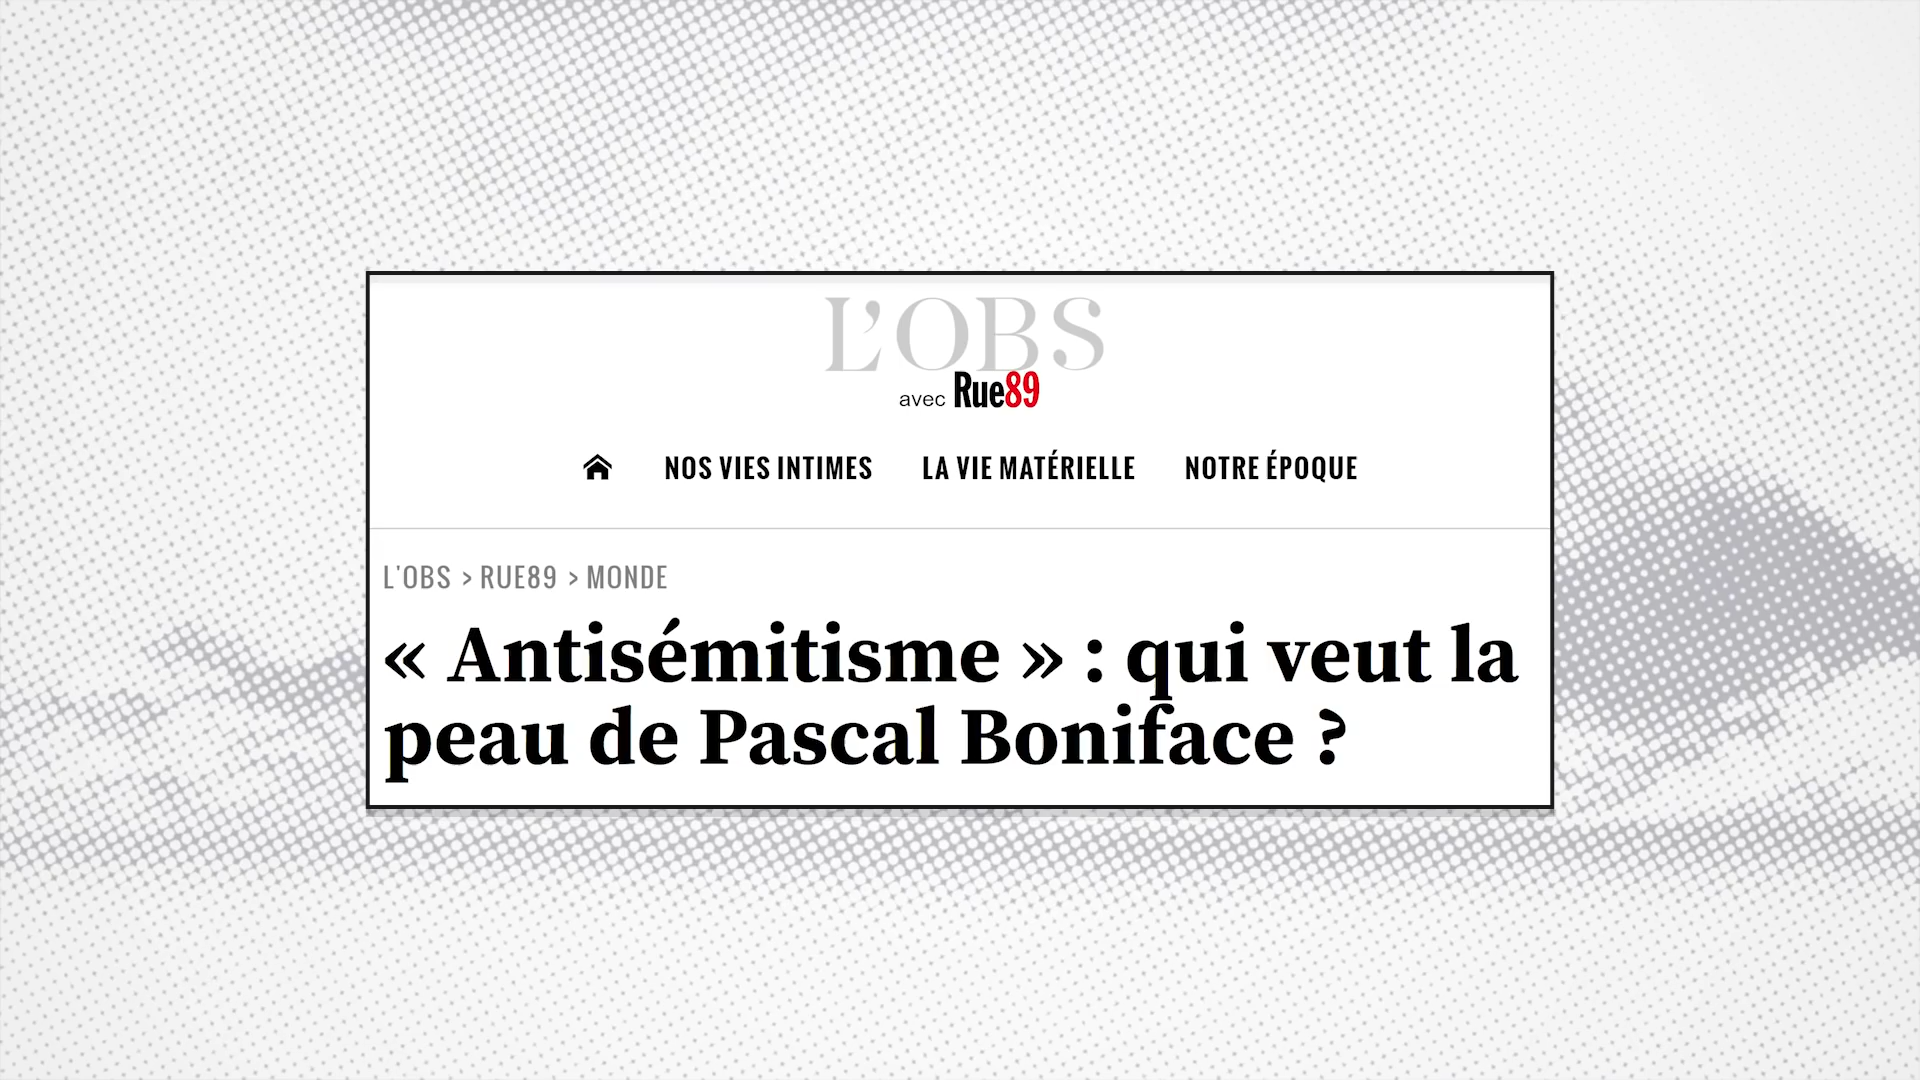 L'OBS
avec Rue89
NOS VIES INTIMES LA VIE MATÉRIELLE NOTRE ÉPOQUE
L'OBS > RUE89 > MONDE
« Antisémitisme » : qui veut la
peau de Pascal Boniface ?